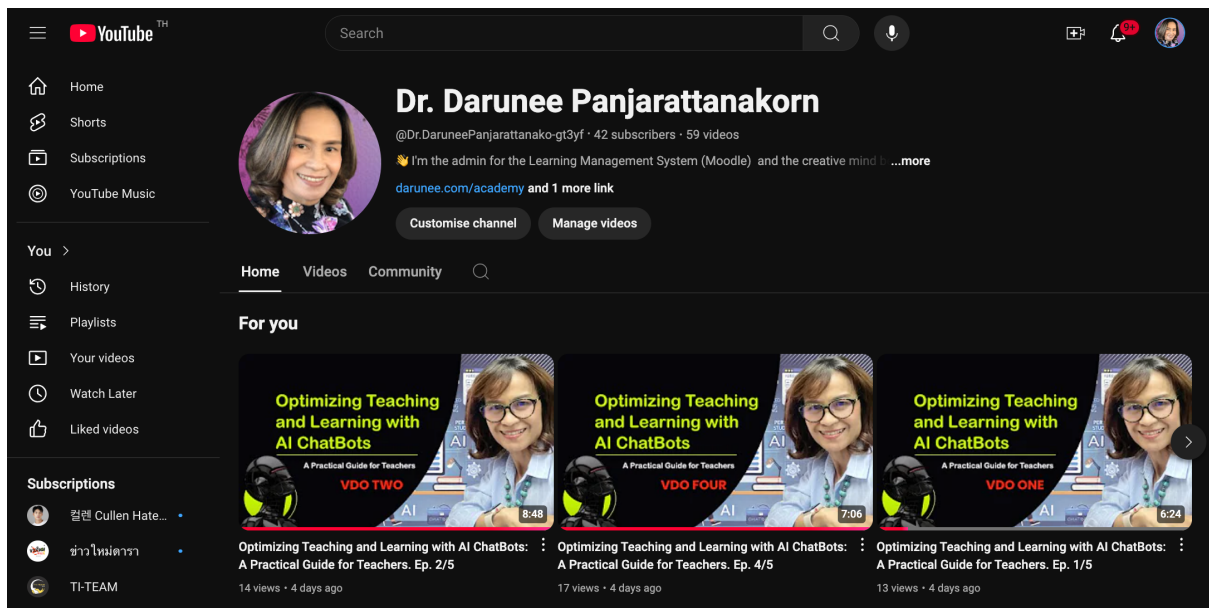 YouTube TH
Search
9+
Home
Shorts
Subscriptions
YouTube Music
You
History
Playlists
Your videos
Watch Later
Liked videos
Subscriptions
컬렌 Cullen Hate...
ข่าวใหม่ดารา
TI-TEAM
Dr. Darunee Panjarattanakorn
@Dr.DaruneePanjarattanako-gt3yf · 42 subscribers · 59 videos
👋 I'm the admin for the Learning Management System (Moodle) and the creative mind ...more
darunee.com/academy and 1 more link
Customise channel
Manage videos
Home
Videos
Community
For you
Optimizing Teaching
and Learning with
AI ChatBots
A Practical Guide for Teachers
VDO TWO
AI
AI
8:48
Optimizing Teaching and Learning with AI ChatBots:
A Practical Guide for Teachers. Ep. 2/5
14 views • 4 days ago
Optimizing Teaching
and Learning with
AI ChatBots
A Practical Guide for Teachers
VDO FOUR
AI
AI
7:06
Optimizing Teaching and Learning with AI ChatBots:
A Practical Guide for Teachers. Ep. 4/5
17 views • 4 days ago
Optimizing Teaching
and Learning with
AI ChatBots
A Practical Guide for Teachers
VDO ONE
AI
AI
6:24
Optimizing Teaching and Learning with AI ChatBots:
A Practical Guide for Teachers. Ep. 1/5
13 views • 4 days ago